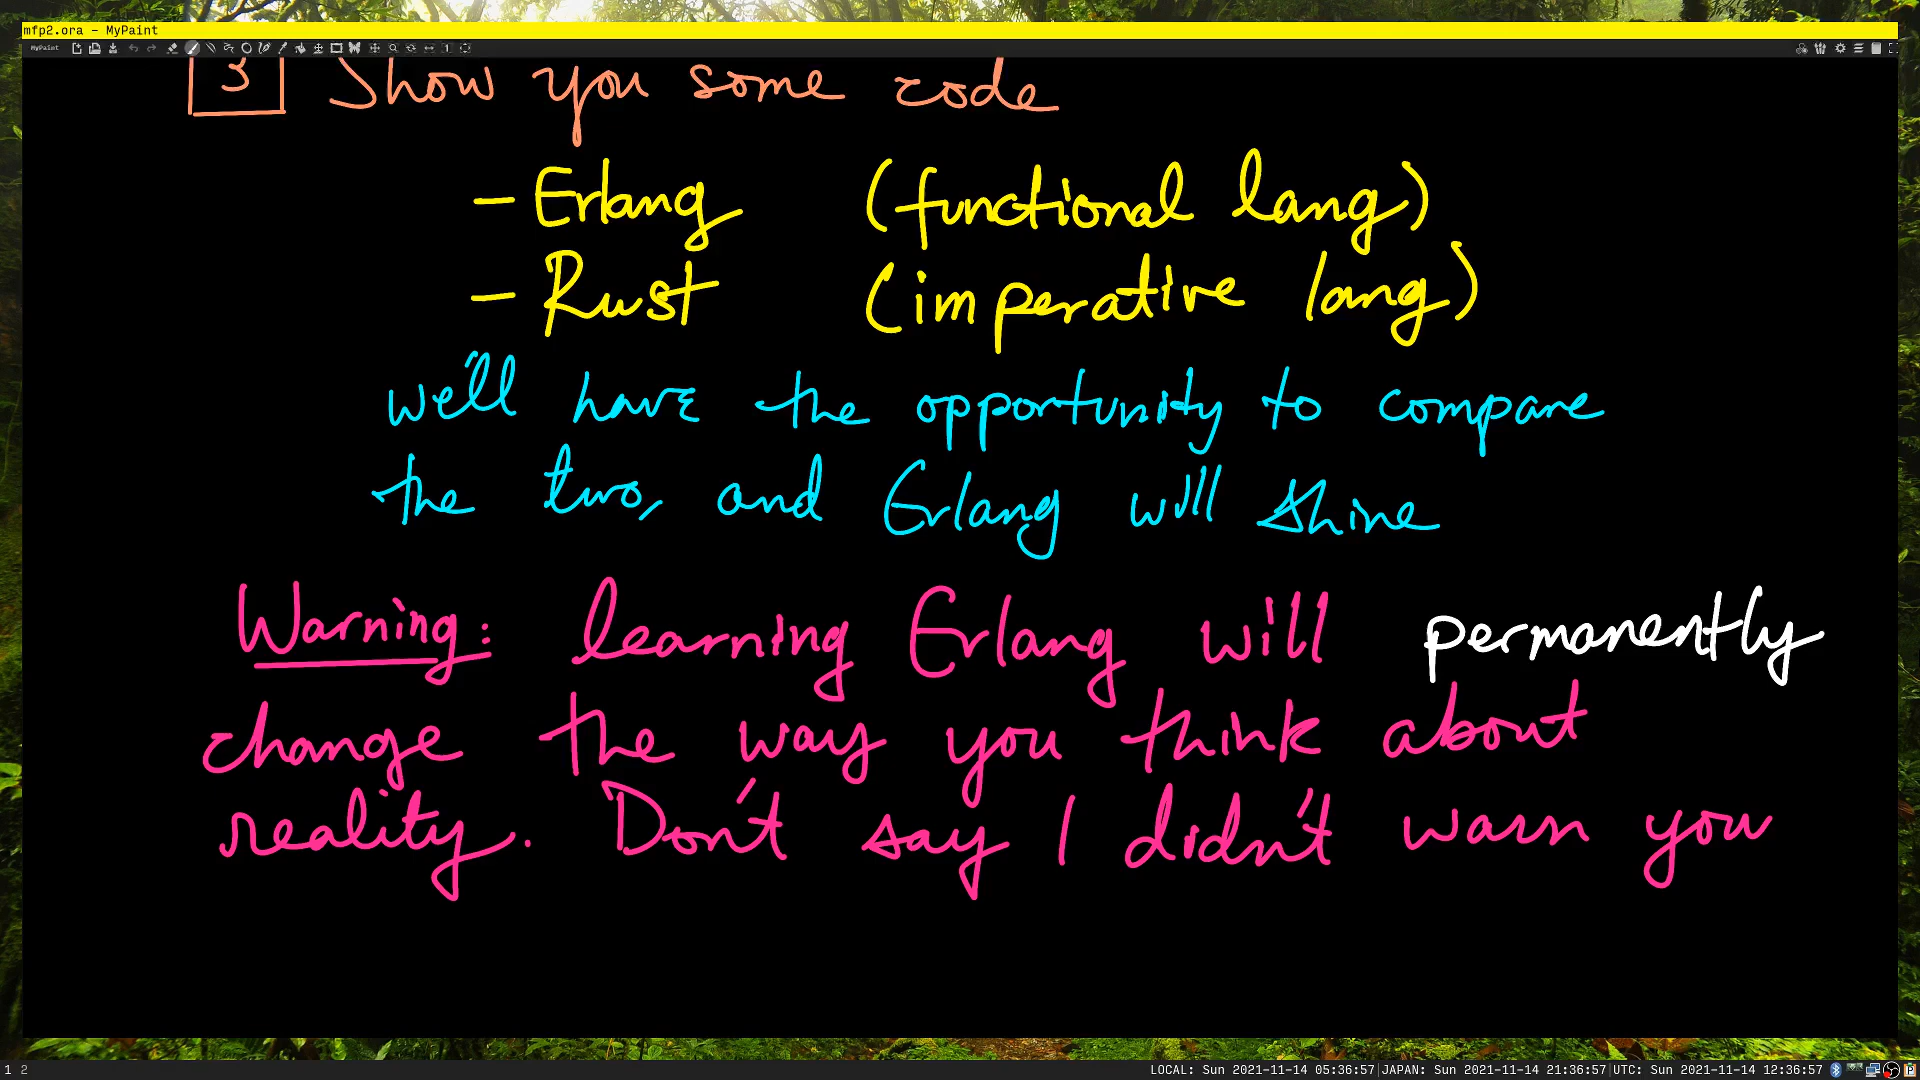 mfp2.ora - MyPaint
MyPaint
3 Show you some code
- Erlang (functional lang)
- Rust (imperative lang)
we'll have the opportunity to compare
the two, and Erlang will shine
Warning: learning Erlang will permanently
change the way you think about
reality. Don't say I didn't warn you
1 2 LOCAL: Sun 2021-11-14 05:36:57|JAPAN: Sun 2021-11-14 21:36:57|UTC: Sun 2021-11-14 12:36:57